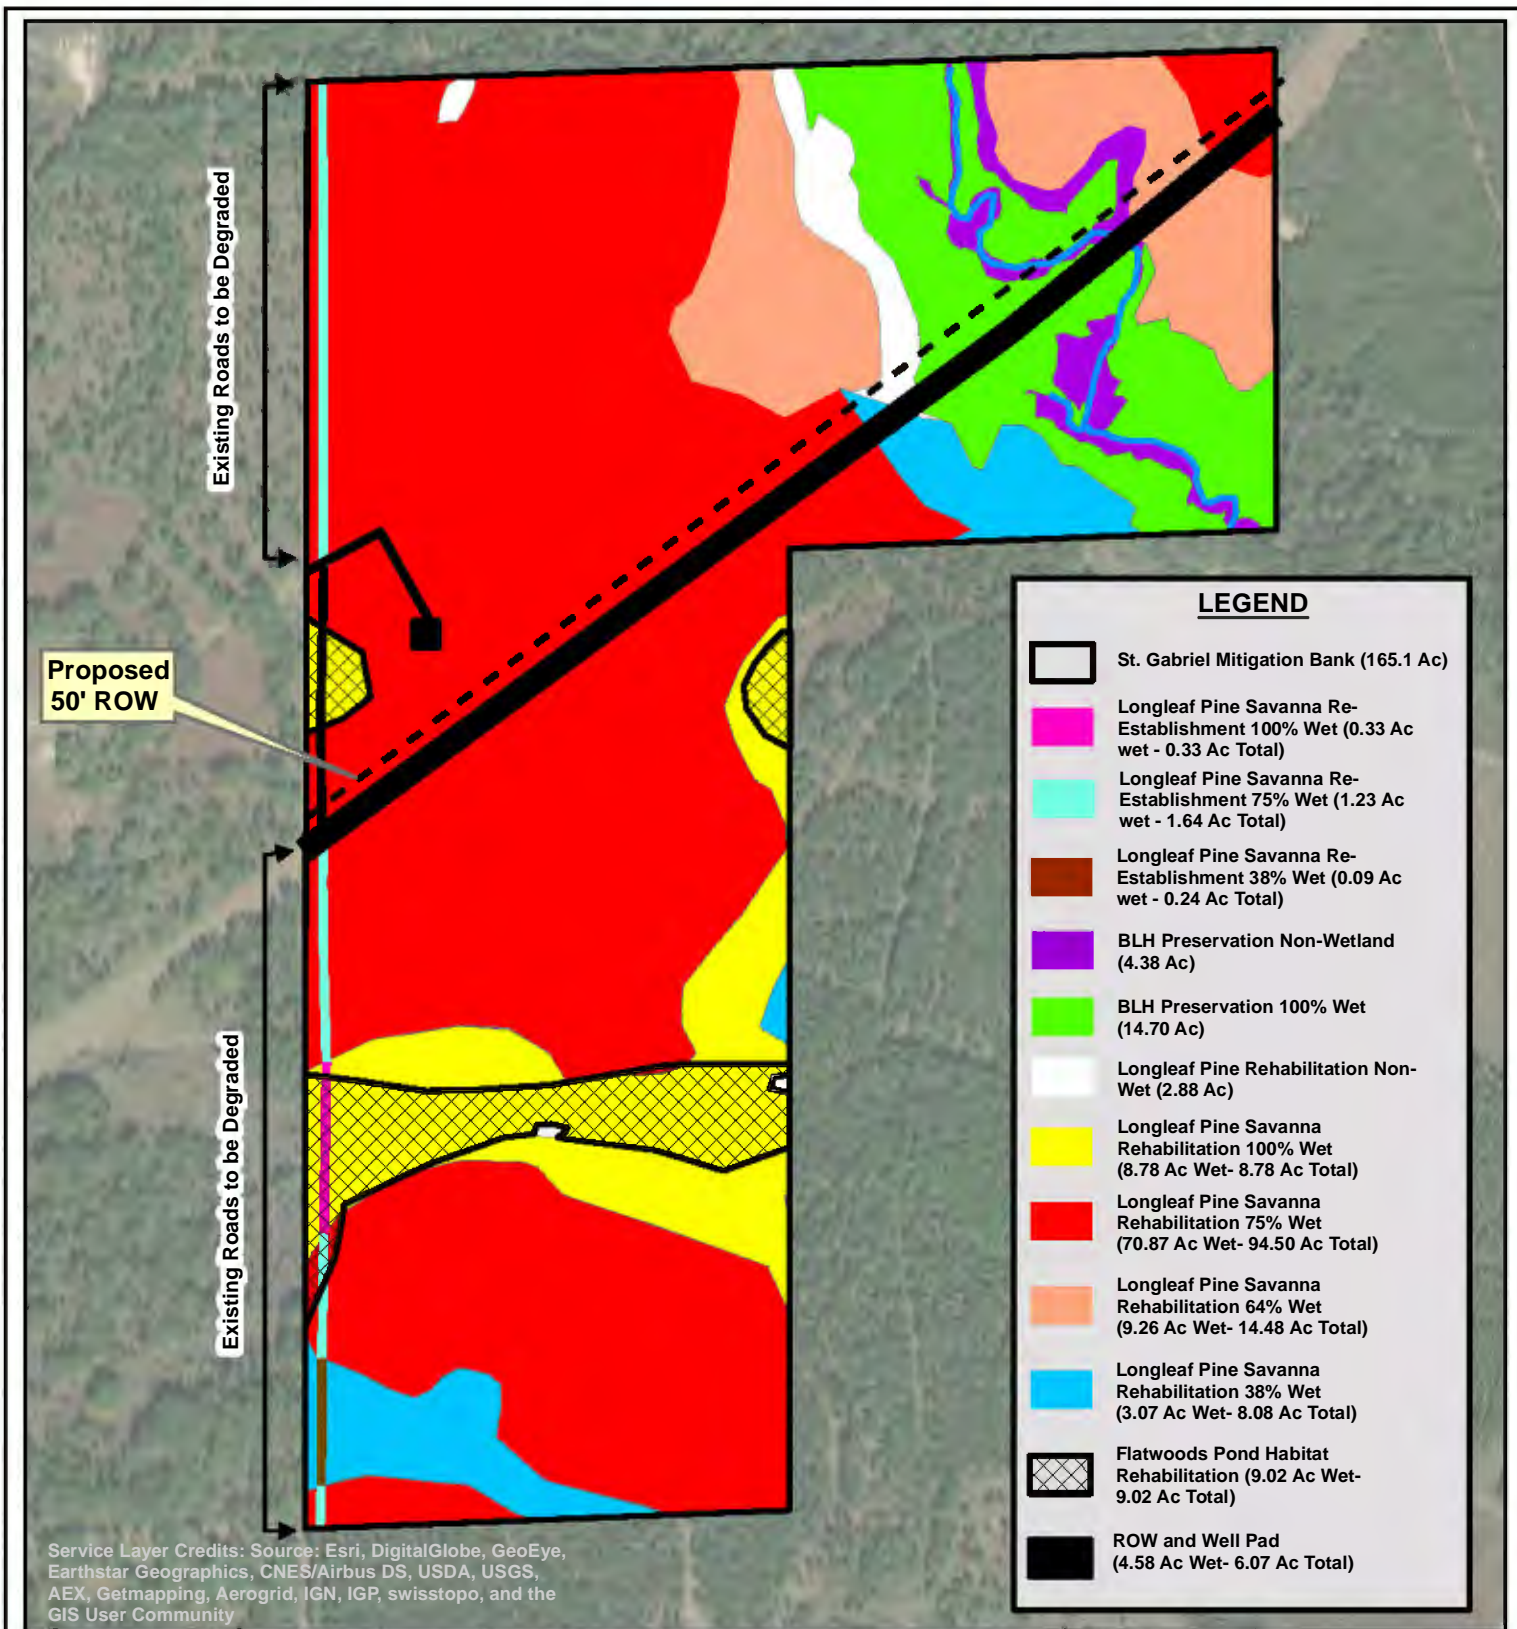 Existing Roads to be Degraded
Proposed
50' ROW
Existing Roads to be Degraded
LEGEND
St. Gabriel Mitigation Bank (165.1 Ac)
Longleaf Pine Savanna Re-
Establishment 100% Wet (0.33 Ac
wet - 0.33 Ac Total)
Longleaf Pine Savanna Re-
Establishment 75% Wet (1.23 Ac
wet - 1.64 Ac Total)
Longleaf Pine Savanna Re-
Establishment 38% Wet (0.09 Ac
wet - 0.24 Ac Total)
BLH Preservation Non-Wetland
(4.38 Ac)
BLH Preservation 100% Wet
(14.70 Ac)
Longleaf Pine Rehabilitation Non-
Wet (2.88 Ac)
Longleaf Pine Savanna
Rehabilitation 100% Wet
(8.78 Ac Wet- 8.78 Ac Total)
Longleaf Pine Savanna
Rehabilitation 75% Wet
(70.87 Ac Wet- 94.50 Ac Total)
Longleaf Pine Savanna
Rehabilitation 64% Wet
(9.26 Ac Wet- 14.48 Ac Total)
Longleaf Pine Savanna
Rehabilitation 38% Wet
(3.07 Ac Wet- 8.08 Ac Total)
Flatwoods Pond Habitat
Rehabilitation (9.02 Ac Wet-
9.02 Ac Total)
ROW and Well Pad
(4.58 Ac Wet- 6.07 Ac Total)
Service Layer Credits: Source: Esri, DigitalGlobe, GeoEye,
Earthstar Geographics, CNES/Airbus DS, USDA, USGS,
AEX, Getmapping, Aerogrid, IGN, IGP, swisstopo, and the
GIS User Community